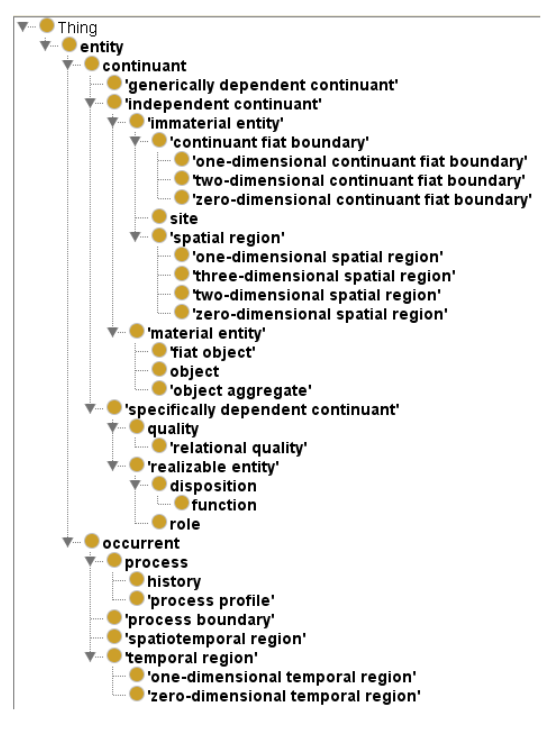 Thing
entity
continuant
'generically dependent continuant'
'independent continuant'
'immaterial entity'
'continuant fiat boundary'
'one-dimensional continuant fiat boundary'
'two-dimensional continuant fiat boundary'
'zero-dimensional continuant fiat boundary'
site
'spatial region'
'one-dimensional spatial region'
'three-dimensional spatial region'
'two-dimensional spatial region'
'zero-dimensional spatial region'
'material entity'
'fiat object'
object
'object aggregate'
'specifically dependent continuant'
quality
'relational quality'
'realizable entity'
disposition
function
role
occurrent
process
history
'process profile'
'process boundary'
'spatiotemporal region'
'temporal region'
'one-dimensional temporal region'
'zero-dimensional temporal region'